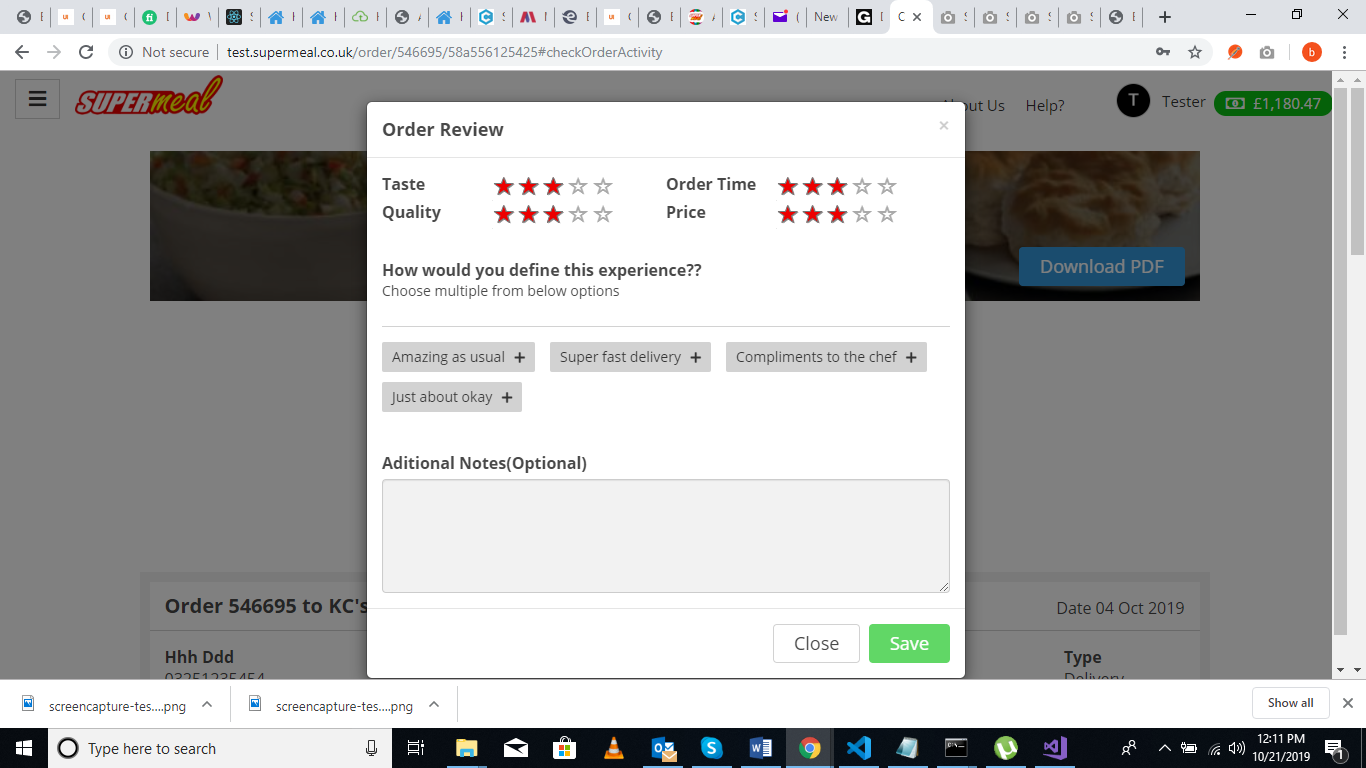 Not secure
test.supermeal.co.uk/order/546695/58a556125425#checkOrderActivity
SUPERmeal
out Us
Help?
T
Tester
£1,180.47
Order Review
×
Taste
Order Time
Quality
Price
Download PDF
How would you define this experience??
Choose multiple from below options
Amazing as usual +
Super fast delivery +
Compliments to the chef +
Just about okay +
Aditional Notes(Optional)
Order 546695 to KC's
Date 04 Oct 2019
Close
Save
Hhh Ddd
Type
03251235454
Delivery
screencapture-tes....png
screencapture-tes....png
Show all
Type here to search
12:11 PM
10/21/2019
1